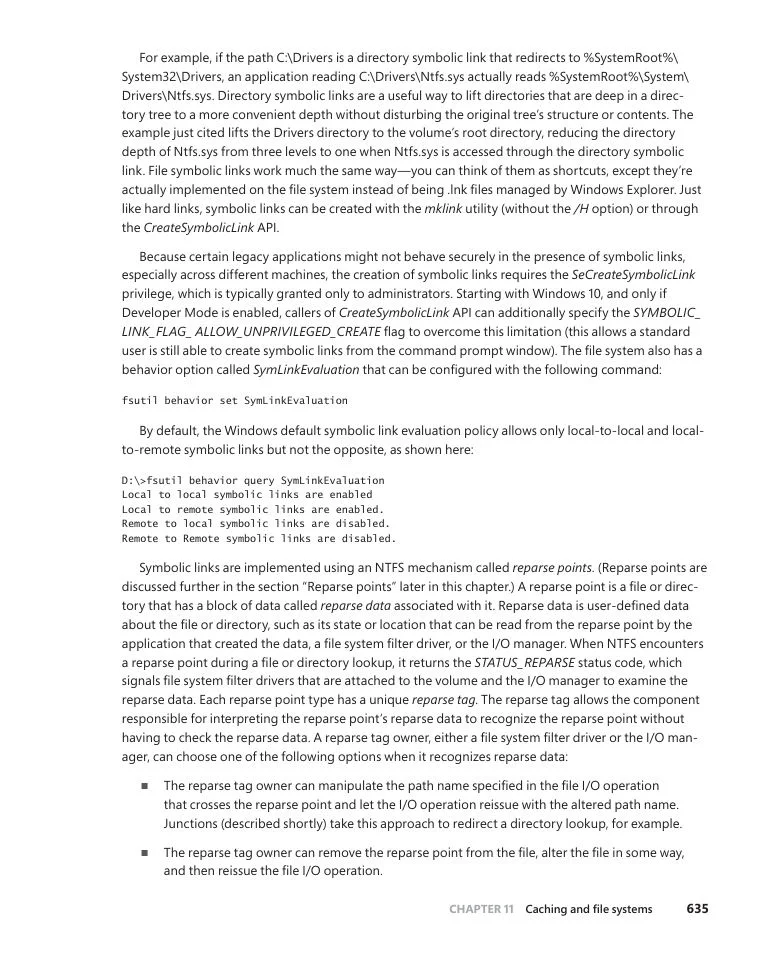 For example, if the path C:\Drivers is a directory symbolic link that redirects to %SystemRoot%\
System32\Drivers, an application reading C:\Drivers\Ntfs.sys actually reads %SystemRoot%\System\
Drivers\Ntfs.sys. Directory symbolic links are a useful way to lift directories that are deep in a direc-
tory tree to a more convenient depth without disturbing the original tree’s structure or contents. The
example just cited lifts the Drivers directory to the volume’s root directory, reducing the directory
depth of Ntfs.sys from three levels to one when Ntfs.sys is accessed through the directory symbolic
link. File symbolic links work much the same way—you can think of them as shortcuts, except they’re
actually implemented on the file system instead of being .lnk files managed by Windows Explorer. Just
like hard links, symbolic links can be created with the mklink utility (without the /H option) or through
the CreateSymbolicLink API.
Because certain legacy applications might not behave securely in the presence of symbolic links,
especially across different machines, the creation of symbolic links requires the SeCreateSymbolicLink
privilege, which is typically granted only to administrators. Starting with Windows 10, and only if
Developer Mode is enabled, callers of CreateSymbolicLink API can additionally specify the SYMBOLIC_
LINK_FLAG_ ALLOW_UNPRIVILEGED_CREATE flag to overcome this limitation (this allows a standard
user is still able to create symbolic links from the command prompt window). The file system also has a
behavior option called SymLinkEvaluation that can be configured with the following command:
fsutil behavior set SymLinkEvaluation
By default, the Windows default symbolic link evaluation policy allows only local-to-local and local-
to-remote symbolic links but not the opposite, as shown here:
D:\>fsutil behavior query SymLinkEvaluation
Local to local symbolic links are enabled
Local to remote symbolic links are enabled.
Remote to local symbolic links are disabled.
Remote to Remote symbolic links are disabled.
Symbolic links are implemented using an NTFS mechanism called reparse points. (Reparse points are
discussed further in the section “Reparse points” later in this chapter.) A reparse point is a file or direc-
tory that has a block of data called reparse data associated with it. Reparse data is user-defined data
about the file or directory, such as its state or location that can be read from the reparse point by the
application that created the data, a file system filter driver, or the I/O manager. When NTFS encounters
a reparse point during a file or directory lookup, it returns the STATUS_REPARSE status code, which
signals file system filter drivers that are attached to the volume and the I/O manager to examine the
reparse data. Each reparse point type has a unique reparse tag. The reparse tag allows the component
responsible for interpreting the reparse point’s reparse data to recognize the reparse point without
having to check the reparse data. A reparse tag owner, either a file system filter driver or the I/O man-
ager, can choose one of the following options when it recognizes reparse data:
■ The reparse tag owner can manipulate the path name specified in the file I/O operation
that crosses the reparse point and let the I/O operation reissue with the altered path name.
Junctions (described shortly) take this approach to redirect a directory lookup, for example.
■ The reparse tag owner can remove the reparse point from the file, alter the file in some way,
and then reissue the file I/O operation.
CHAPTER 11 Caching and file systems 635